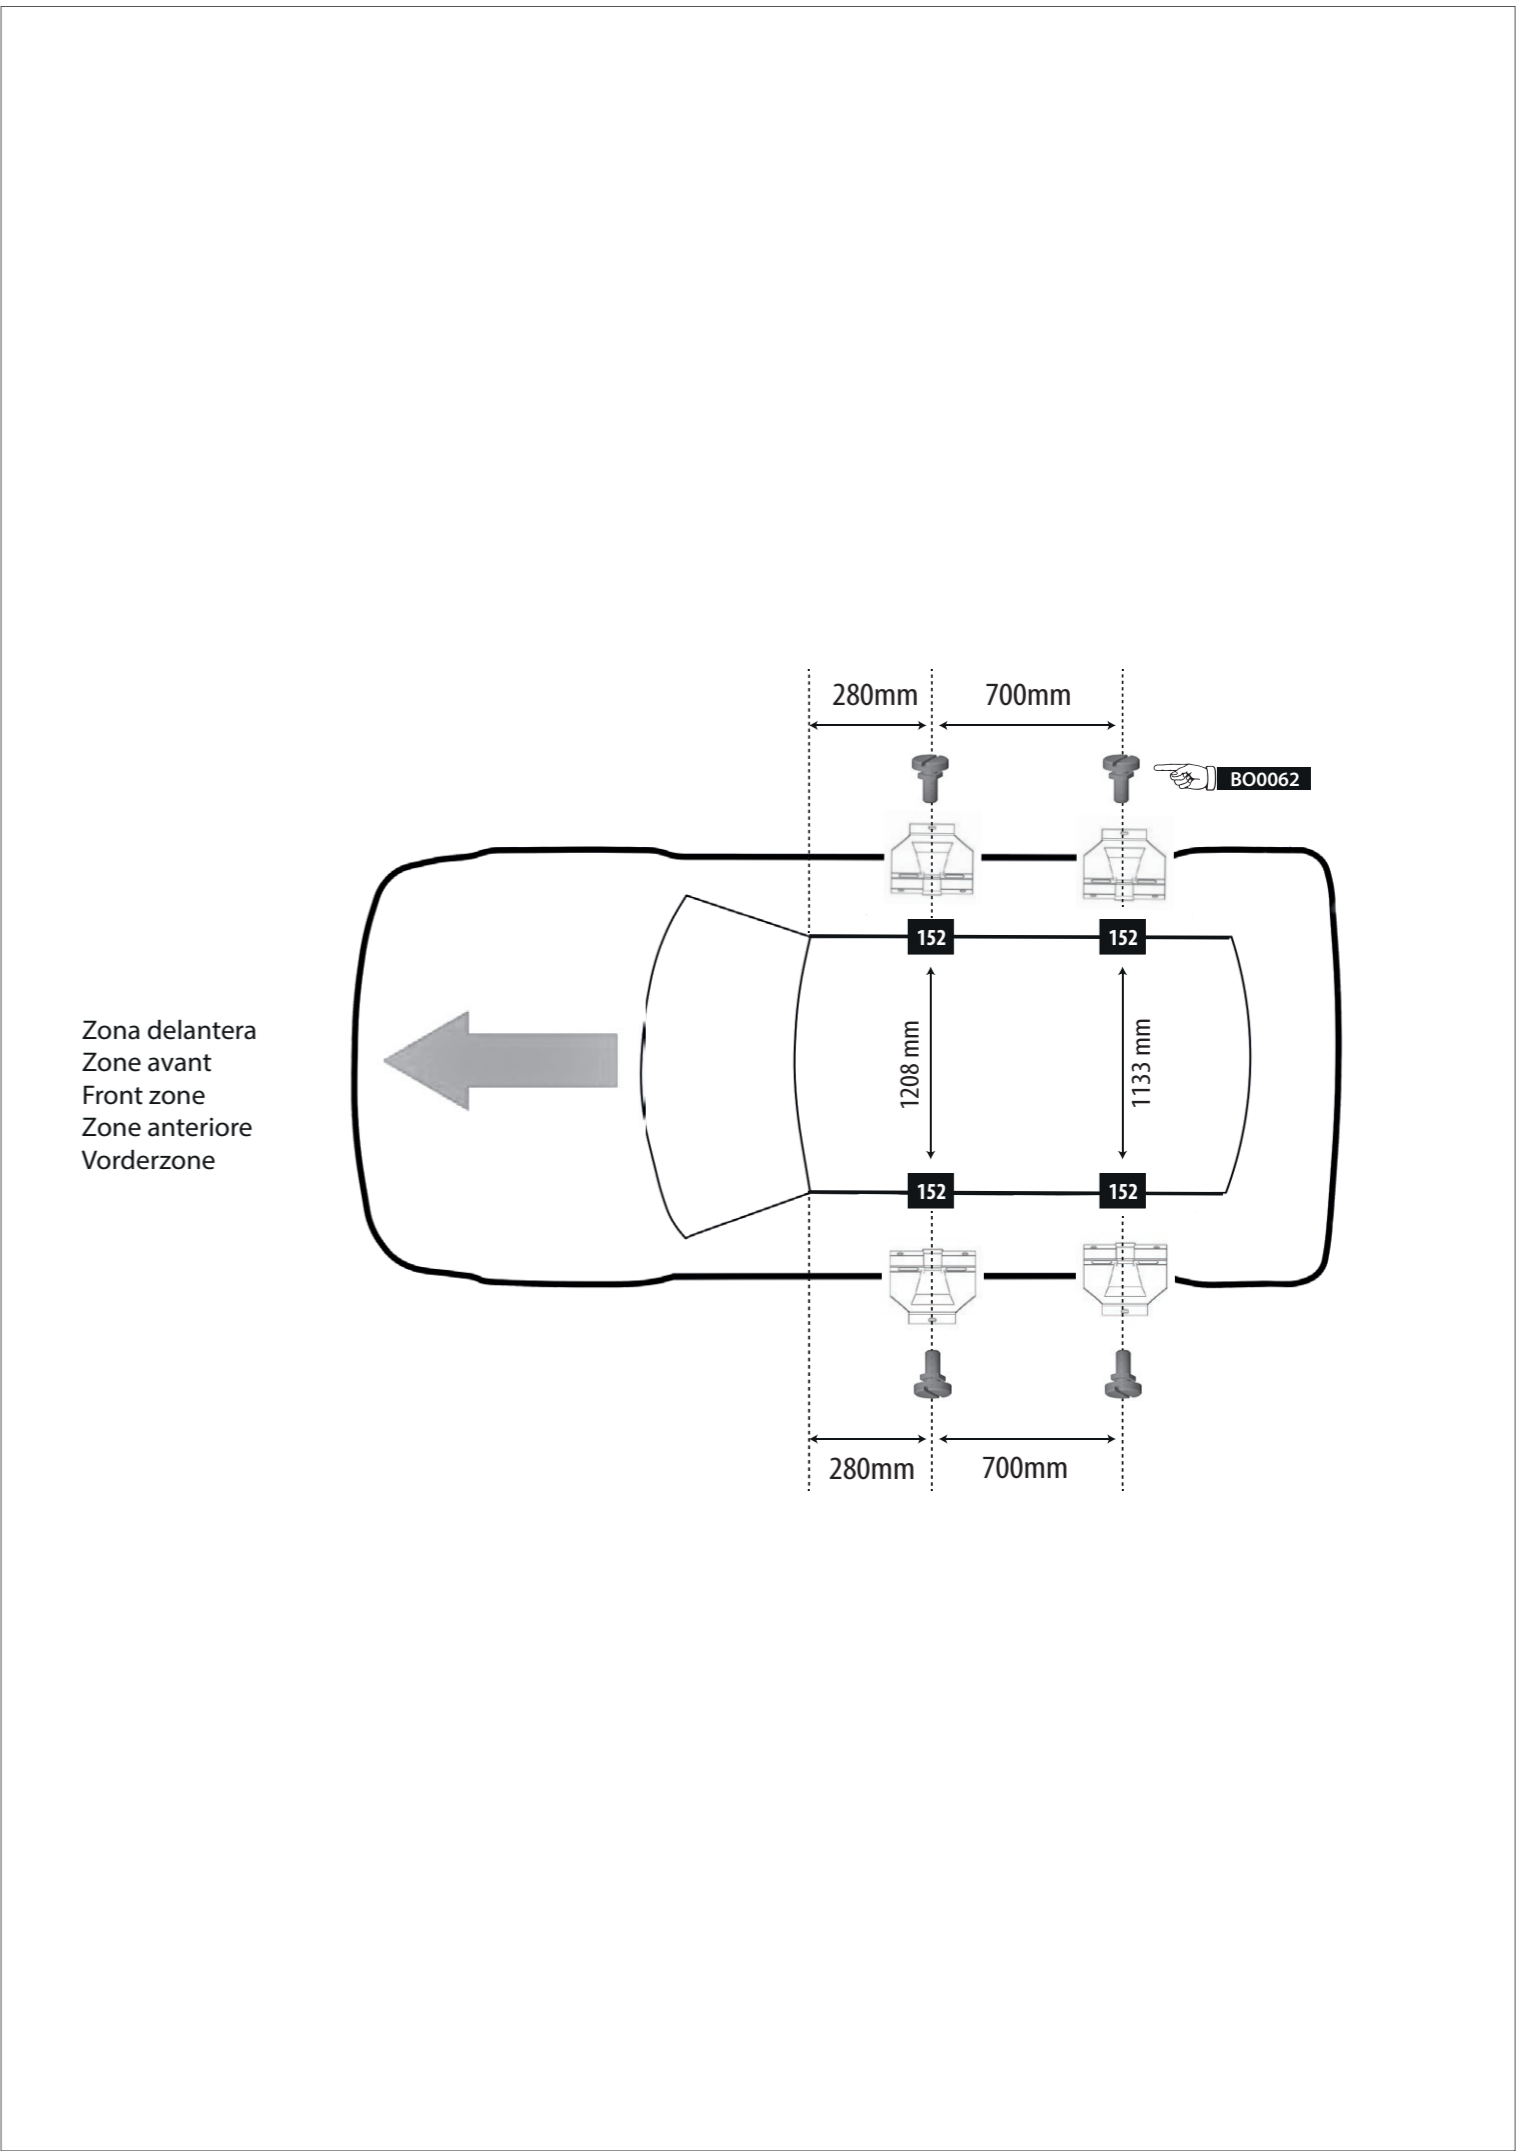 280mm
700mm
BO0062
152
152
1208 mm
1133 mm
Zona delantera
Zone avant
Front zone
Zone anteriore
Vorderzone
152
152
280mm
700mm